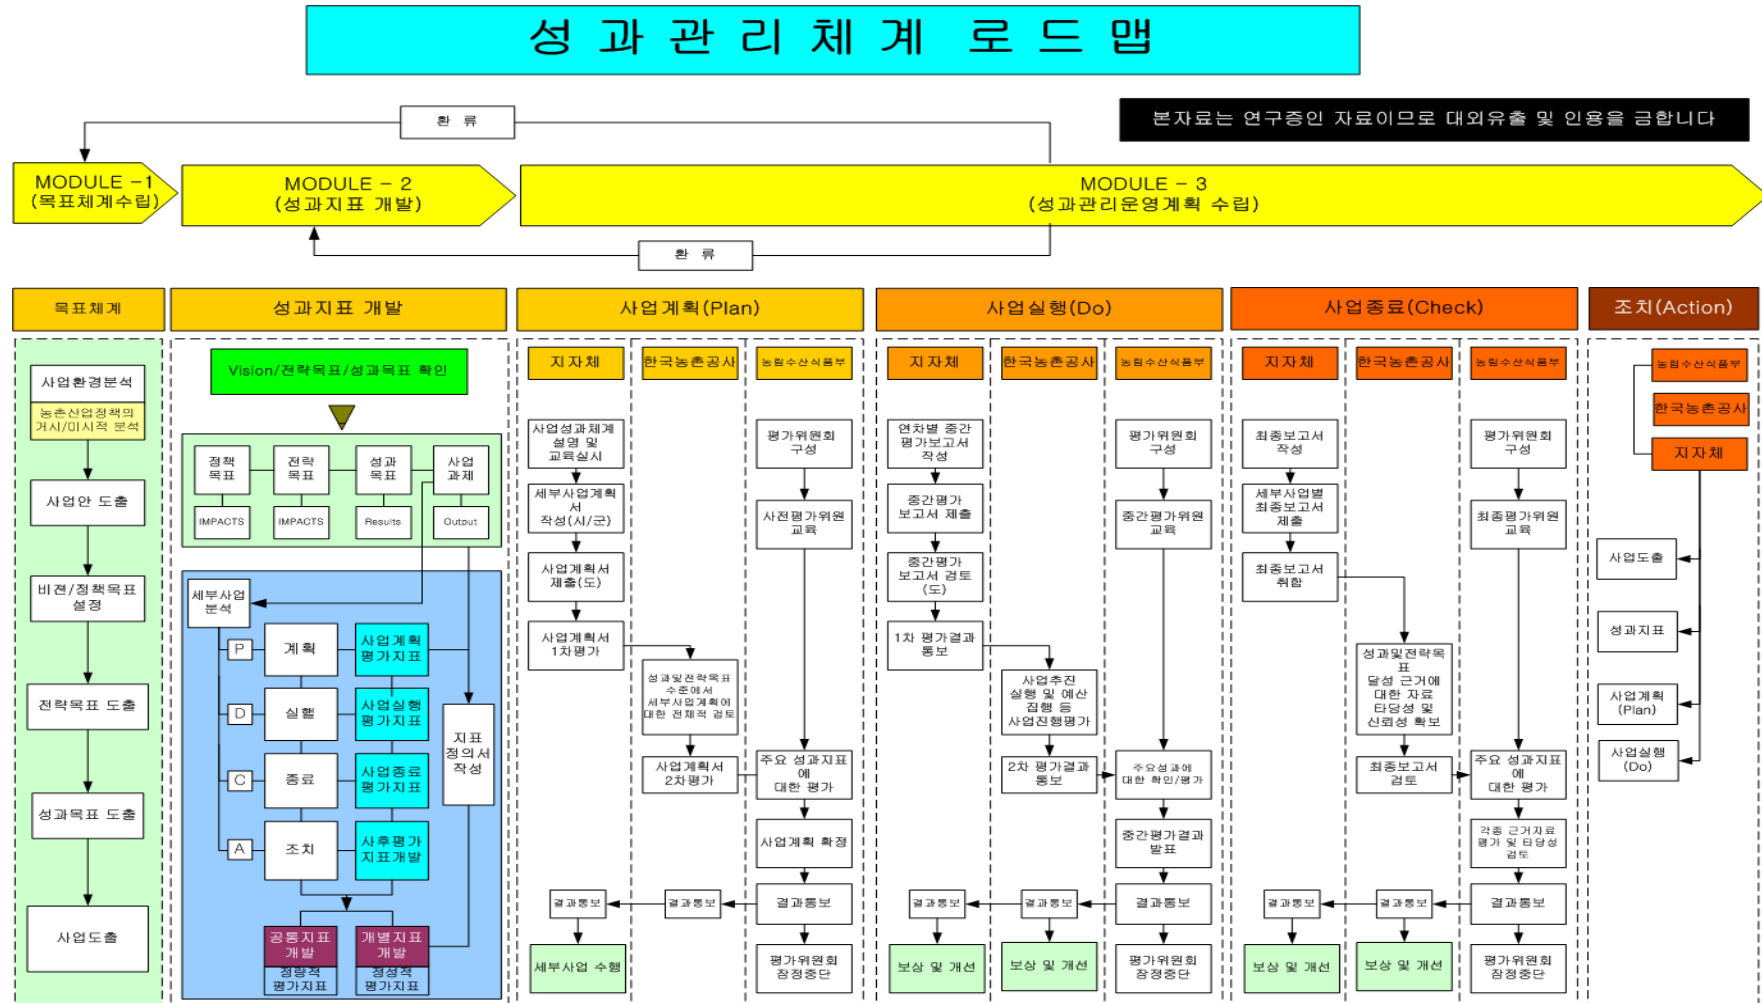 성 과 관 리 체 계 로 드 맵
환 류
본자료는 연구중인 자료이므로 대외유출 및 인용을 금합니다
MODULE -1
(목표체계수립)
MODULE - 2
(성과지표 개발)
MODULE - 3
(성과관리운영계획 수립)
환 류
목표체계
성과지표 개발
사업계획(Plan)
사업실행(Do)
사업종료(Check)
조치(Action)
사업환경분석
농촌산업정책의
거시/미시적 분석
사업안 도출
비젼/정책목표
설정
전략목표 도출
성과목표 도출
사업도출
Vision/전략목표/성과목표 확인
정책
목표
전략
목표
성과
목표
사업
과제
IMPACTS
IMPACTS
Results
Output
세부사업
분석
P
계획
사업계획
평가지표
D
실행
사업실행
평가지표
C
종료
사업종료
평가지표
A
조치
사후평가
지표개발
지표
정의서
작성
공통지표
개발
정량적
평가지표
개별지표
개발
정성적
평가지표
지자체
한국농촌공사
농림수산식품부
사업성과체계
설명 및
교육실시
세부사업계획
서
작성(시/군)
사업계획서
제출(도)
사업계획서
1차평가
성과및전략목표
수준에서
세부사업계획에
대한 전체적 검토
사업계획서
2차평가
평가위원회
구성
사전평가위원
교육
주요 성과지표
에
대한 평가
사업계획 확정
결과통보
결과통보
결과통보
세부사업 수행
평가위원회
잠정중단
지자체
한국농촌공사
농림수산식품부
연차별 중간
평가보고서
작성
중간평가
보고서 제출
중간평가
보고서 검토
(도)
1차 평가결과
통보
사업추진
실행 및 예산
집행 등
사업진행평가
2차 평가결과
통보
평가위원회
구성
중간평가위원
교육
주요성과에
대한 확인/평가
중간평가결과
발표
결과통보
결과통보
결과통보
보상 및 개선
보상 및 개선
평가위원회
잠정중단
지자체
한국농촌공사
농림수산식품부
최종보고서
작성
세부사업별
최종보고서
제출
최종보고서
취합
성과및전략목
표
달성 근거에
대한 자료
타당성 및
신뢰성 확보
최종보고서
검토
평가위원회
구성
최종평가위원
교육
주요 성과지표
에
대한 평가
각종 근거자료
평가 및 타당성
검토
결과통보
결과통보
결과통보
보상 및 개선
보상 및 개선
평가위원회
잠정중단
농림수산식품부
한국농촌공사
지자체
사업도출
성과지표
사업계획
(Plan)
사업실행
(Do)